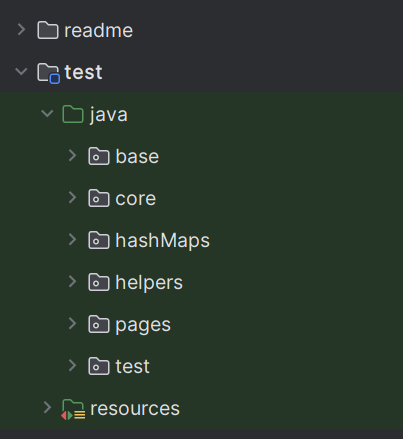 readme
test
java
base
core
hashMaps
helpers
pages
test
resources